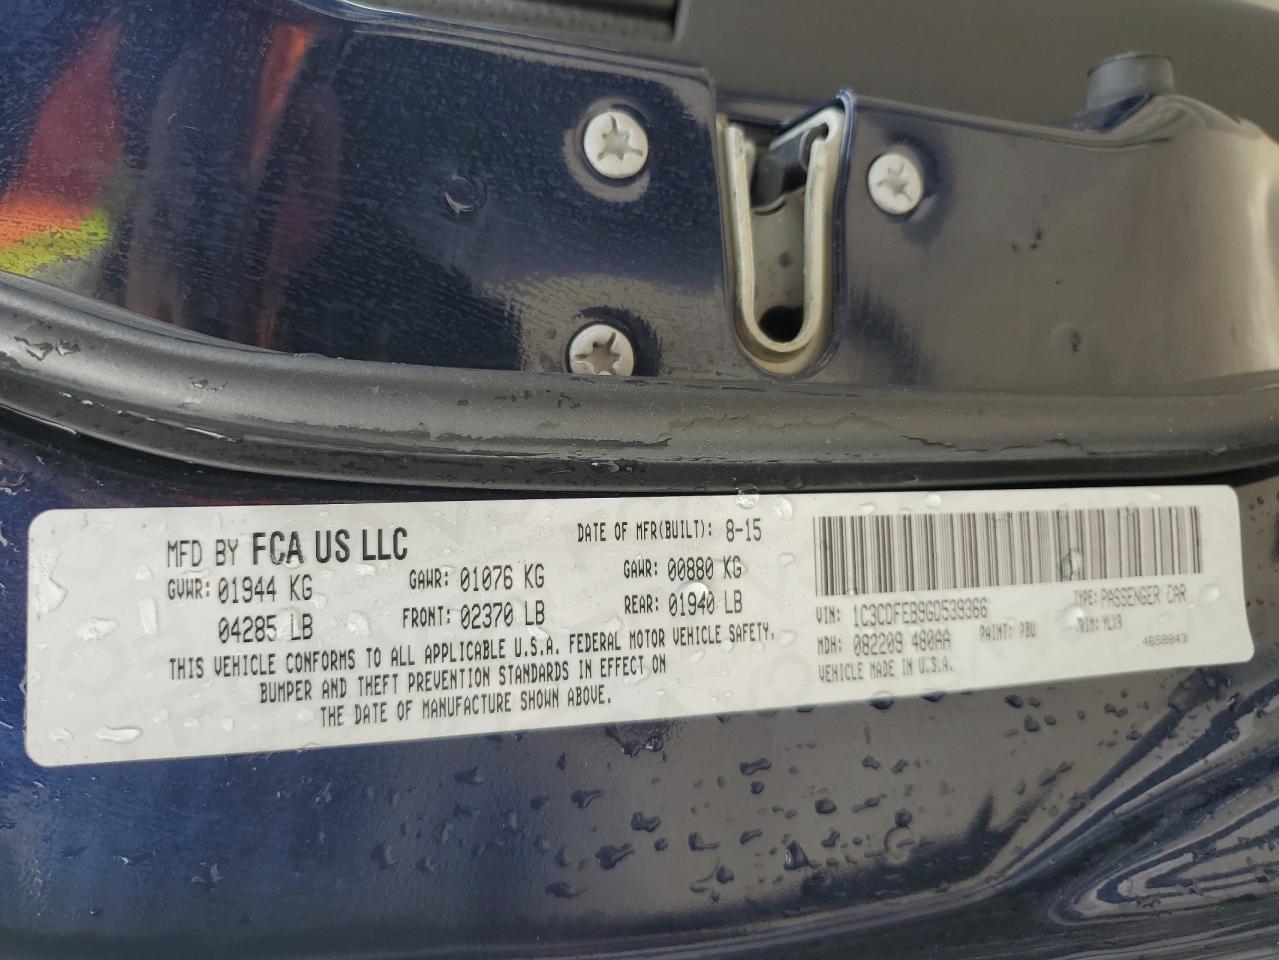 MFD BY FCA US LLC
DATE OF MFR(BUILT): 8-15
GVWR: 01944 KG
04285 LB
GAWR: 01076 KG
FRONT: 02370 LB
GAWR: 00880 KG
REAR: 01940 LB
THIS VEHICLE CONFORMS TO ALL APPLICABLE U.S.A. FEDERAL MOTOR VEHICLE SAFETY,
BUMPER AND THEFT PREVENTION STANDARDS IN EFFECT ON
THE DATE OF MANUFACTURE SHOWN ABOVE.
VIN: 1C3CDFEB9GD539366
TYPE: PASSENGER CAR
MDH: 082209 480AA
PAINT: PBU
TRIM: YLX9
VEHICLE MADE IN U.S.A.
4658843